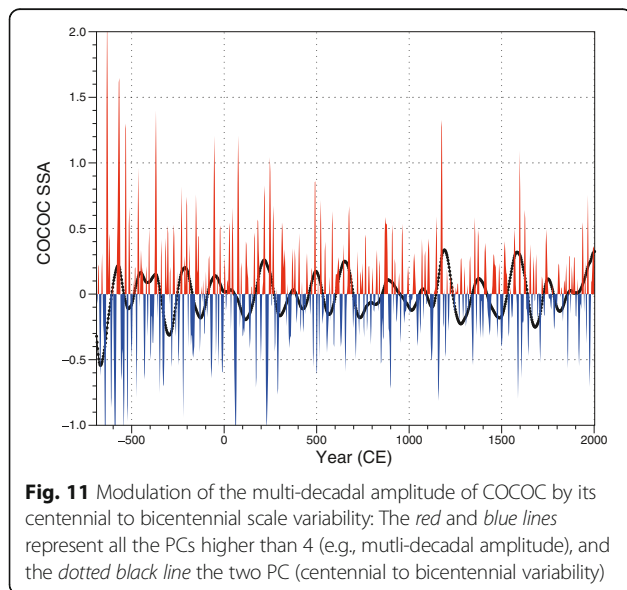 2.0
1.5
1.0
0.5
0
−0.5
−1.0
COCOC SSA
−500 0 500 1000 1500 2000
Year (CE)
Fig. 11 Modulation of the multi-decadal amplitude of COCOC by its
centennial to bicentennial scale variability: The red and blue lines
represent all the PCs higher than 4 (e.g., mutli-decadal amplitude), and
the dotted black line the two PC (centennial to bicentennial variability)